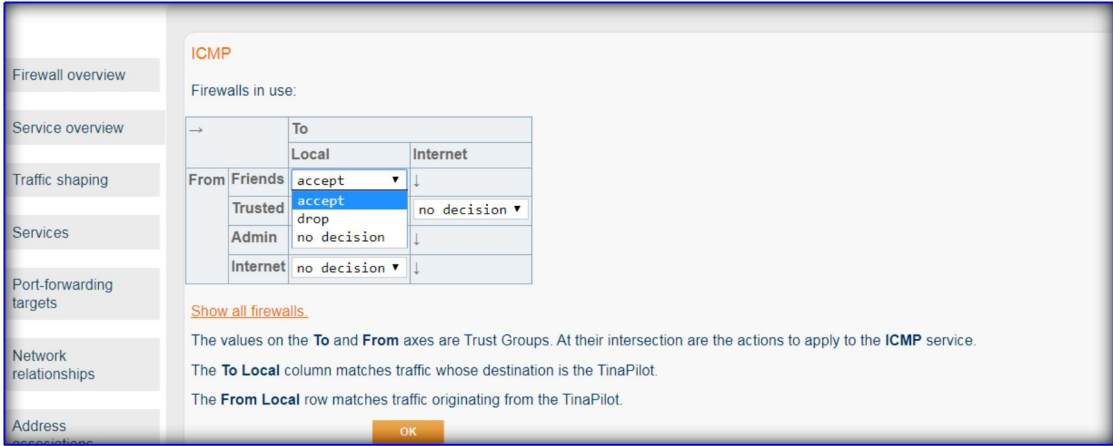 ICMP
Firewalls in use:
→ To
Local Internet
From Friends accept ▼ ↓
accept
drop
no decision
Trusted no decision ▼
Admin ↓
Internet no decision ▼ ↓
Show all firewalls.
The values on the To and From axes are Trust Groups. At their intersection are the actions to apply to the ICMP service.
The To Local column matches traffic whose destination is the TinaPilot.
The From Local row matches traffic originating from the TinaPilot.
OK
Firewall overview
Service overview
Traffic shaping
Services
Port-forwarding
targets
Network
relationships
Address